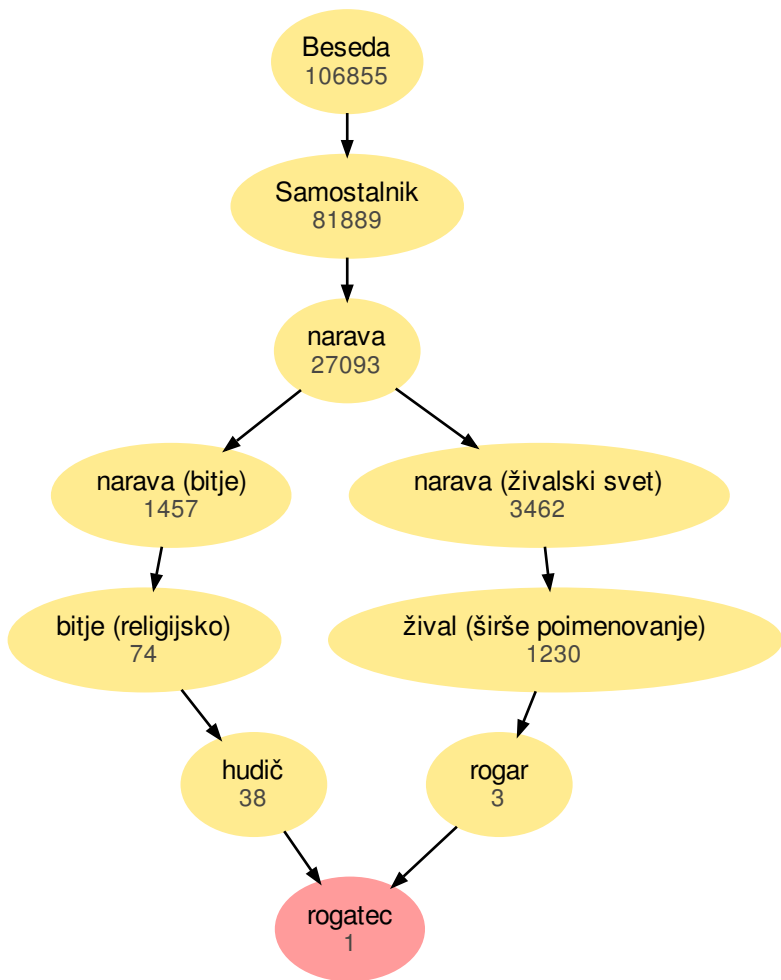 Beseda
106855
Samostalnik
81889
narava
27093
narava (bitje)
1457
narava (živalski svet)
3462
bitje (religijsko)
74
žival (širše poimenovanje)
1230
hudič
38
rogar
3
rogatec
1